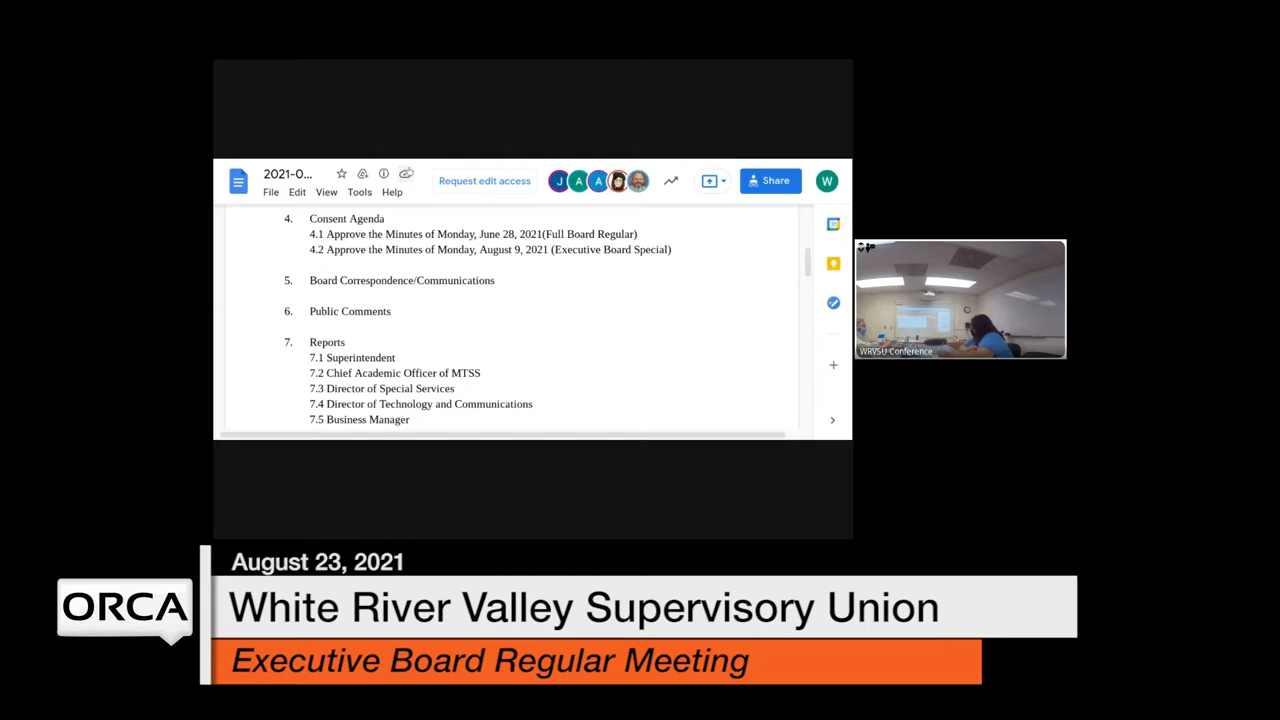 2021-0...
File Edit View Tools Help
Request edit access
J A A
Share
W
4. Consent Agenda
4.1 Approve the Minutes of Monday, June 28, 2021(Full Board Regular)
4.2 Approve the Minutes of Monday, August 9, 2021 (Executive Board Special)
5. Board Correspondence/Communications
6. Public Comments
7. Reports
7.1 Superintendent
7.2 Chief Academic Officer of MTSS
7.3 Director of Special Services
7.4 Director of Technology and Communications
7.5 Business Manager
WRVSU Conference
August 23, 2021
ORCA
White River Valley Supervisory Union
Executive Board Regular Meeting